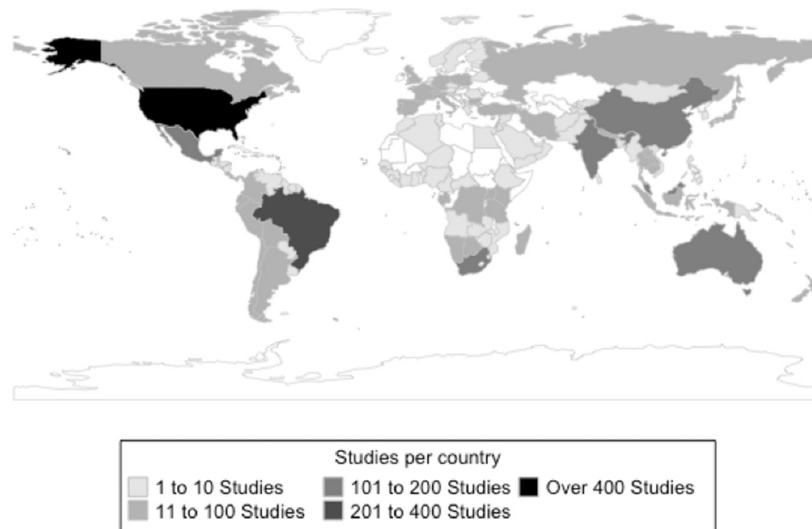 Studies per country
1 to 10 Studies 101 to 200 Studies Over 400 Studies
11 to 100 Studies 201 to 400 Studies